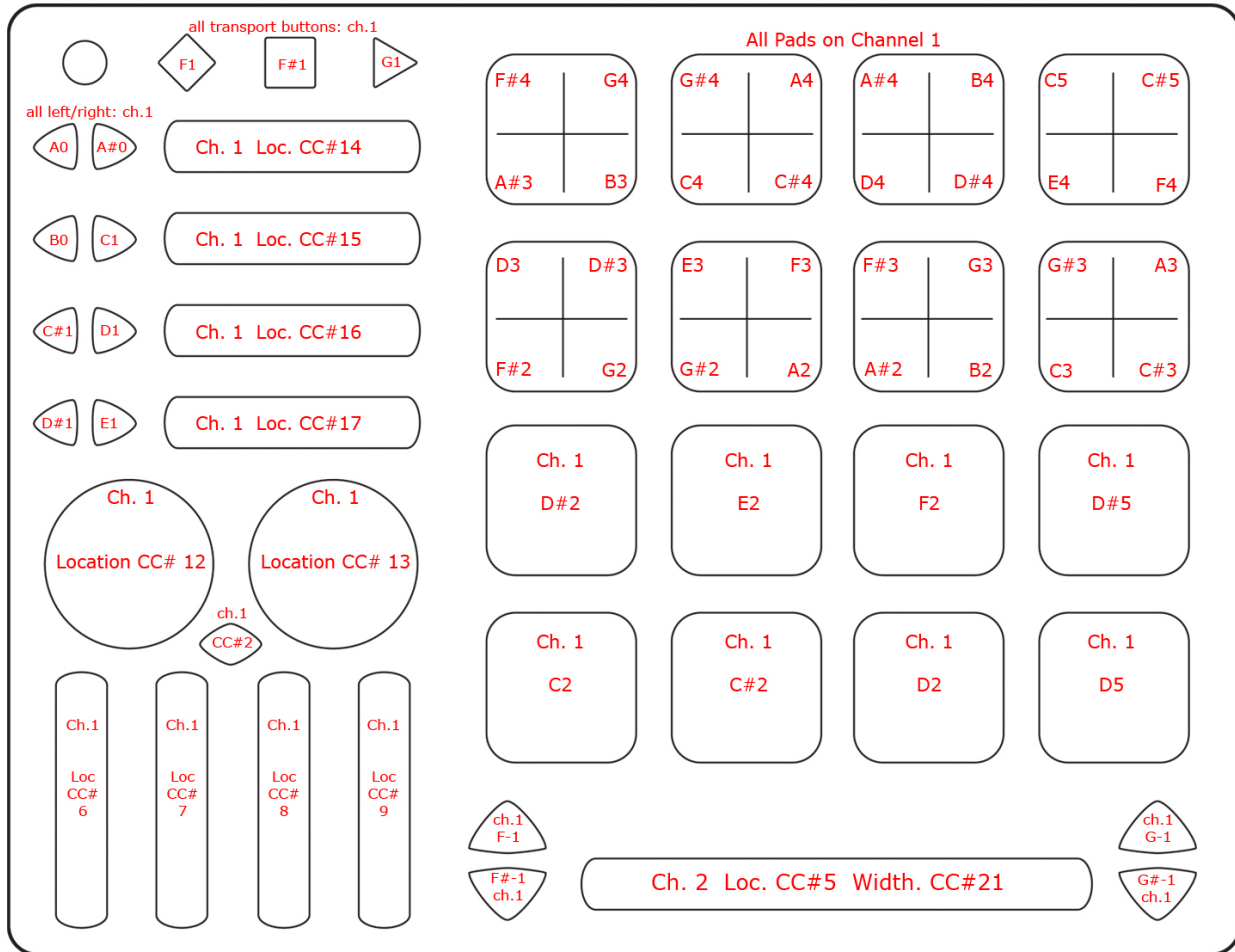 all transport buttons: ch.1
F1
F#1
G1
all left/right: ch.1
A0
A#0
Ch. 1  Loc. CC#14
B0
C1
Ch. 1  Loc. CC#15
C#1
D1
Ch. 1  Loc. CC#16
D#1
E1
Ch. 1  Loc. CC#17
Ch. 1
Location CC# 12
Ch. 1
Location CC# 13
ch.1
CC#2
Ch.1
Loc
CC#
6
Ch.1
Loc
CC#
7
Ch.1
Loc
CC#
8
Ch.1
Loc
CC#
9
All Pads on Channel 1
F#4 G4
A#3 B3
G#4 A4
C4 C#4
A#4 B4
D4 D#4
C5 C#5
E4 F4
D3 D#3
F#2 G2
E3 F3
G#2 A2
F#3 G3
A#2 B2
G#3 A3
C3 C#3
Ch. 1
D#2
Ch. 1
E2
Ch. 1
F2
Ch. 1
D#5
Ch. 1
C2
Ch. 1
C#2
Ch. 1
D2
Ch. 1
D5
ch.1
F-1
F#-1
ch.1
Ch. 2  Loc. CC#5  Width. CC#21
ch.1
G-1
G#-1
ch.1